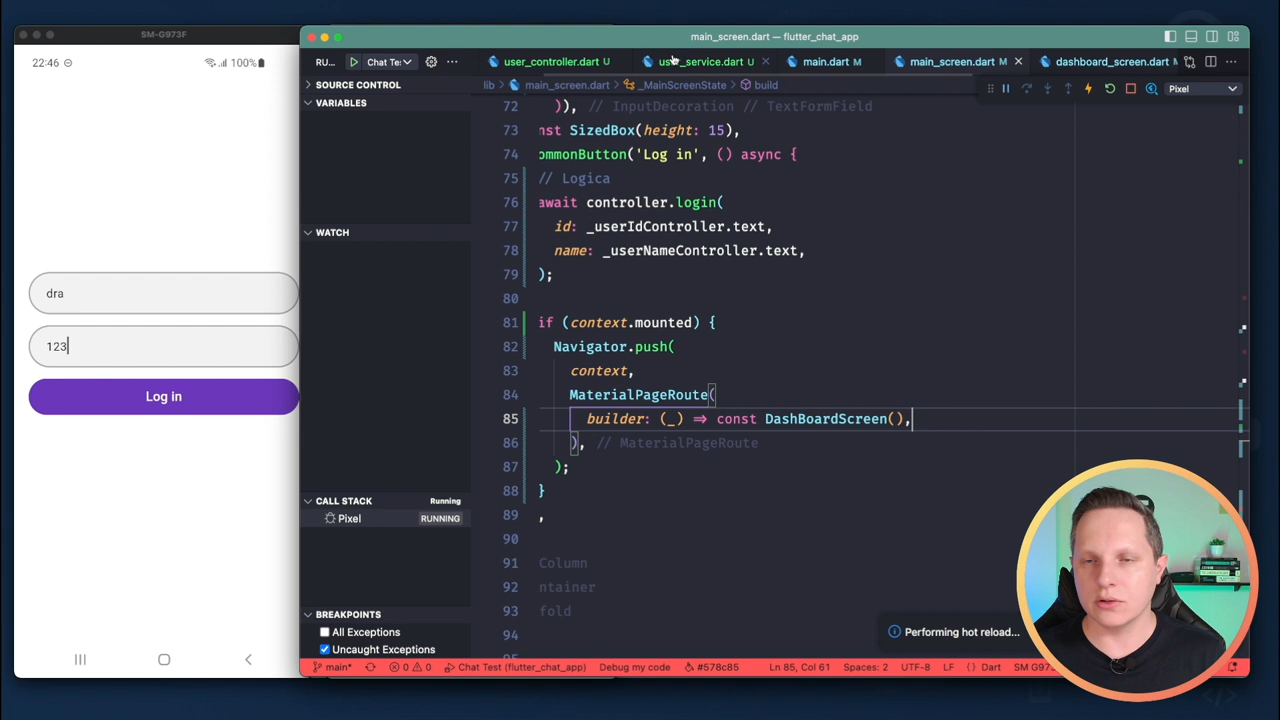 SM-G973F
22:46
100%
dra
123
Log in
main_screen.dart — flutter_chat_app
RU...
Chat Te:
user_controller.dart U
_service.dart U
main.dart M
main_screen.dart M
dashboard_screen.dart M
SOURCE CONTROL
lib > main_screen.dart > _MainScreenState > build
Pixel
VARIABLES
WATCH
CALL STACK Running
Pixel RUNNING
BREAKPOINTS
All Exceptions
Uncaught Exceptions
72 )), // InputDecoration // TextFormField
73 nst SizedBox(height: 15),
74 ommonButton('Log in', () async {
75 // Logica
76 await controller.login(
77 id: _userIdController.text,
78 name: _userNameController.text,
79 );
80
81 if (context.mounted) {
82 Navigator.push(
83 context,
84 MaterialPageRoute(
85 builder: (_) => const DashBoardScreen(),
86 ), // MaterialPageRoute
87 );
88 }
89 ,
90
91 Column
92 ntainer
93 fold
94
Performing hot reload...
main* 0 0 Chat Test (flutter_chat_app) Debug my code #578c85 Ln 85, Col 61 Spaces: 2 UTF-8 LF {} Dart SM G973